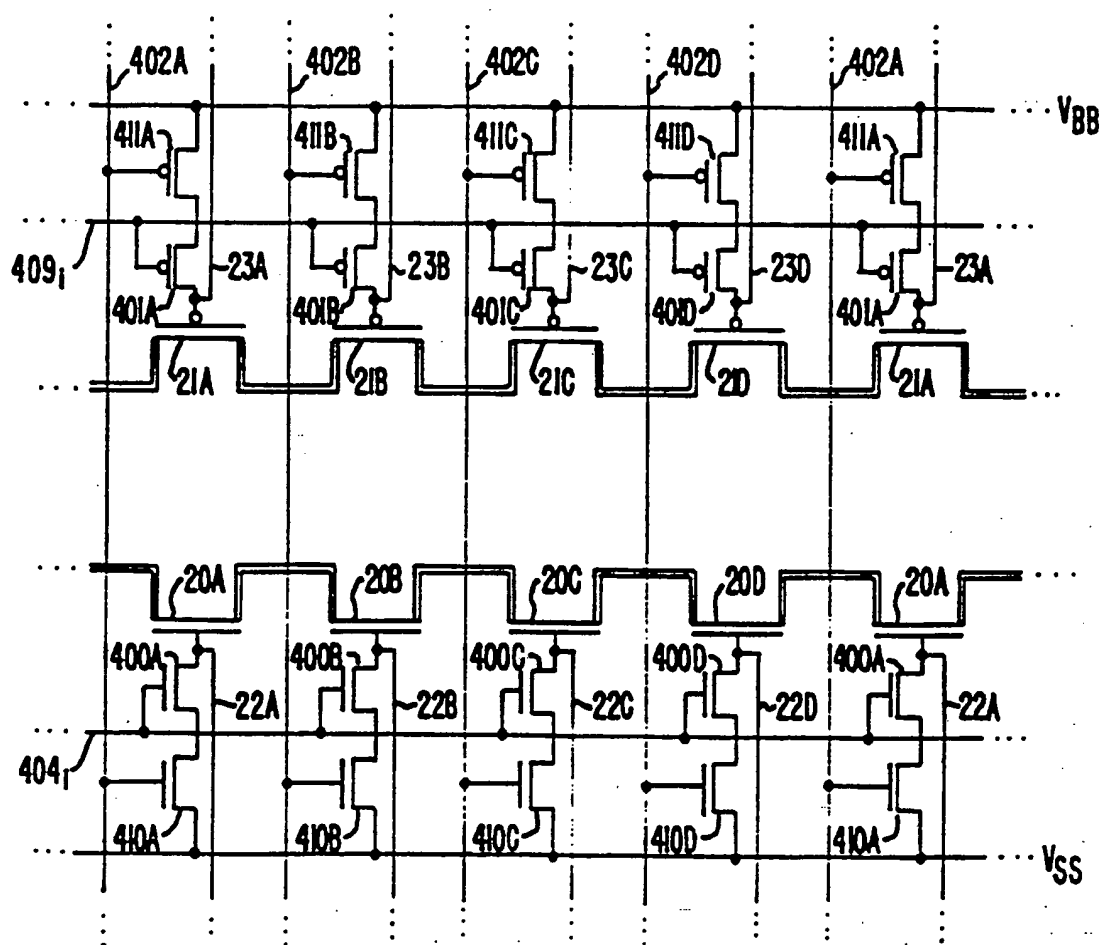 402A 402B 402C 402D 402A
V_BB
411A 411B 411C 411D 411A
409i
23A 23B 23C 23D 23A
401A 401B 401C 401D 401A
21A 21B 21C 21D 21A
20A 20B 20C 20D 20A
400A 400B 400C 400D 400A
22A 22B 22C 22D 22A
404i
410A 410B 410C 410D 410A
V_SS